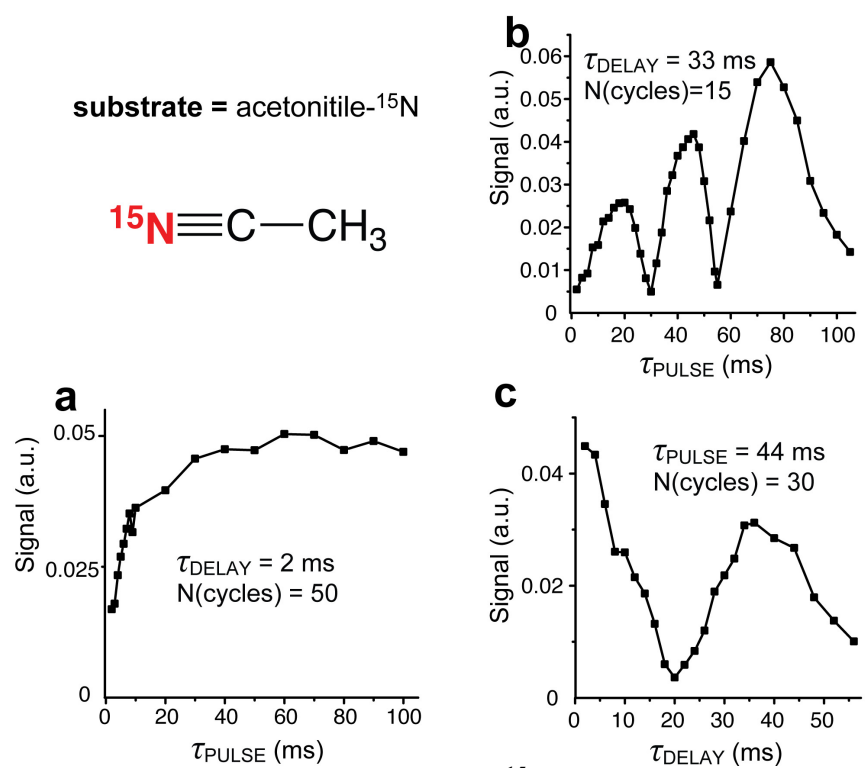 substrate = acetonitile-¹⁵N
¹⁵N≡C—CH₃
b
τDELAY = 33 ms
N(cycles)=15
Signal (a.u.)
0.06
0.05
0.04
0.03
0.02
0.01
0
0 20 40 60 80 100
τPULSE (ms)
a
τDELAY = 2 ms
N(cycles) = 50
Signal (a.u.)
0.05
0.025
0
0 20 40 60 80 100
τPULSE (ms)
c
τPULSE = 44 ms
N(cycles) = 30
Signal (a.u.)
0.04
0.02
0
0 10 20 30 40 50
τDELAY (ms)